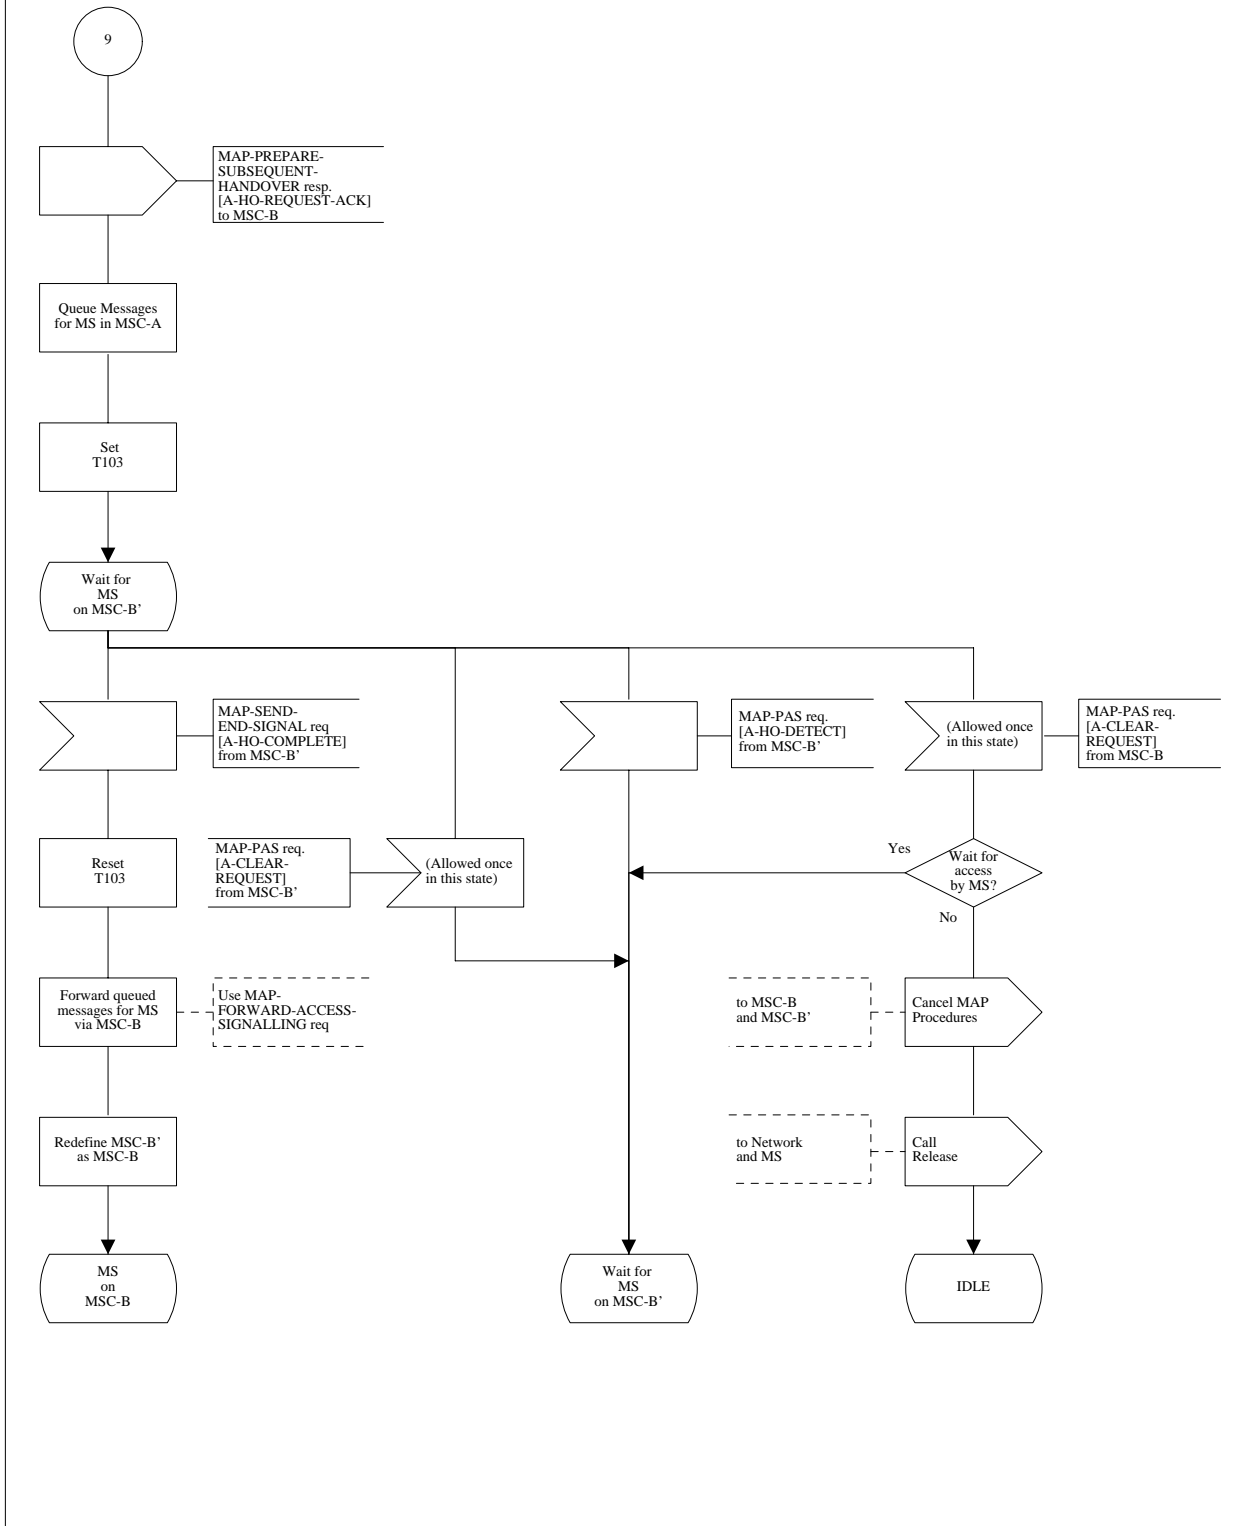 9
MAP-PREPARE-
SUBSEQUENT-
HANDOVER resp.
[A-HO-REQUEST-ACK]
to MSC-B
Queue Messages
for MS in MSC-A
Set
T103
Wait for
MS
on MSC-B’
MAP-SEND-
END-SIGNAL req
[A-HO-COMPLETE]
from MSC-B’
MAP-PAS req.
[A-HO-DETECT]
from MSC-B’
(Allowed once
in this state)
MAP-PAS req.
[A-CLEAR-
REQUEST]
from MSC-B
Reset
T103
MAP-PAS req.
[A-CLEAR-
REQUEST]
from MSC-B’
(Allowed once
in this state)
Yes
Wait for
access
by MS?
No
Forward queued
messages for MS
via MSC-B
Use MAP-
FORWARD-ACCESS-
SIGNALLING req
to MSC-B
and MSC-B’
Cancel MAP
Procedures
Redefine MSC-B’
as MSC-B
to Network
and MS
Call
Release
MS
on
MSC-B
Wait for
MS
on MSC-B’
IDLE